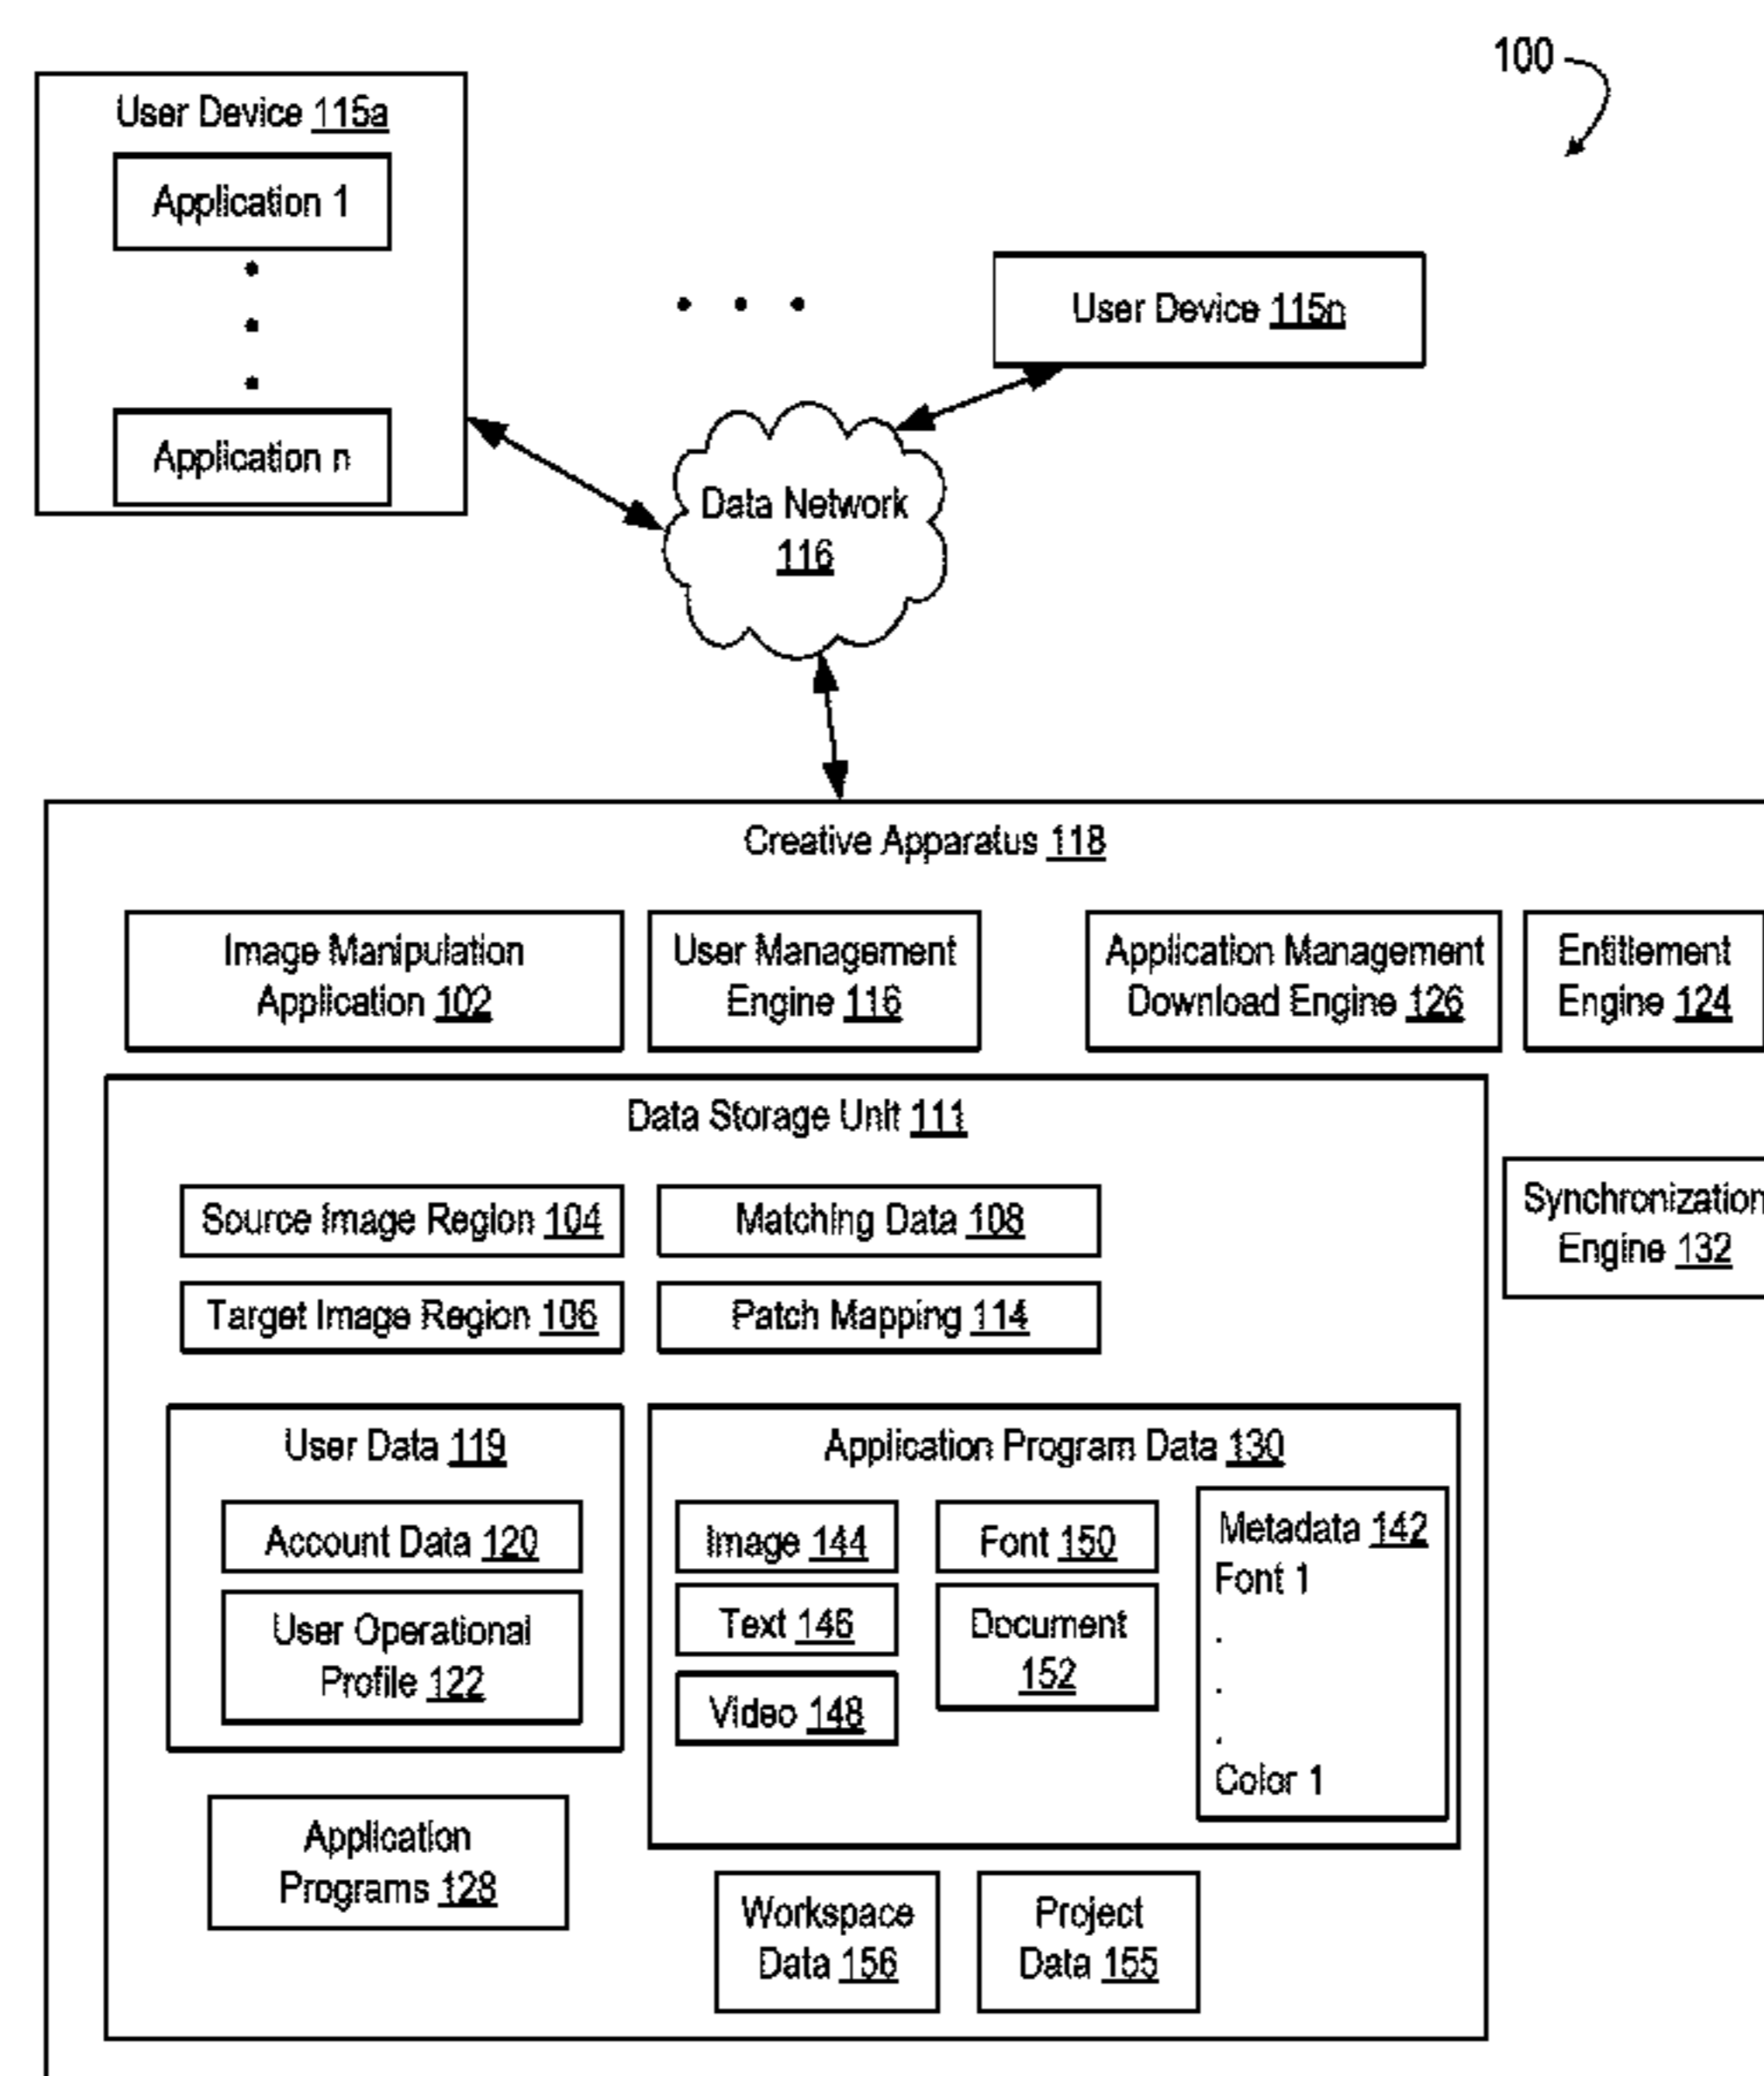 100
User Device 115a
Application 1
Application n
User Device 115n
Data Network
116
Creative Apparatus 118
Image Manipulation
Application 102
User Management
Engine 116
Application Management
Download Engine 126
Entitlement
Engine 124
Data Storage Unit 111
Source Image Region 104
Matching Data 108
Synchronization
Engine 132
Target Image Region 106
Patch Mapping 114
User Data 119
Account Data 120
User Operational
Profile 122
Application Program Data 130
Image 144
Text 146
Video 148
Font 150
Document
152
Metadata 142
Font 1
.
.
.
Color 1
Application
Programs 128
Workspace
Data 156
Project
Data 155